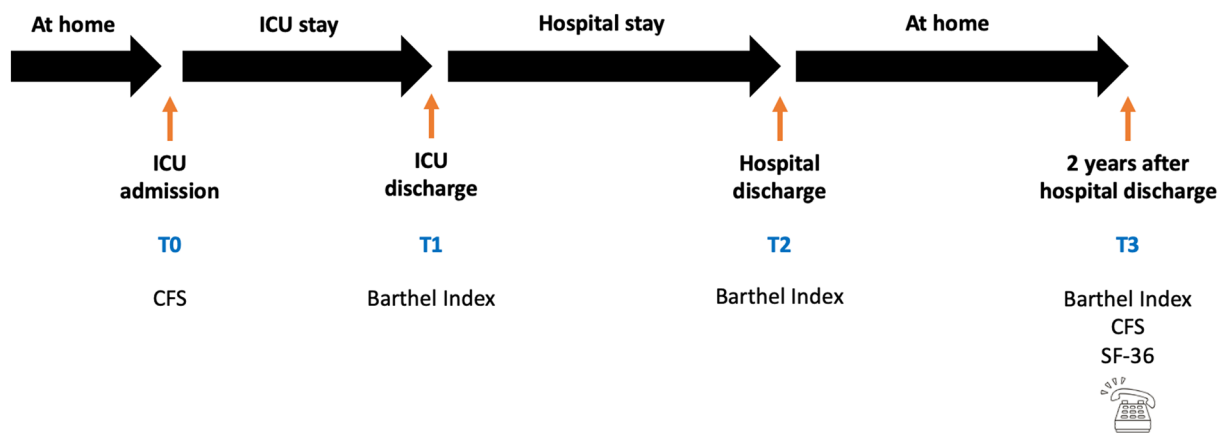 At home
ICU stay
Hospital stay
At home
ICU
admission
ICU
discharge
Hospital
discharge
2 years after
hospital discharge
T0
T1
T2
T3
CFS
Barthel Index
Barthel Index
Barthel Index
CFS
SF-36